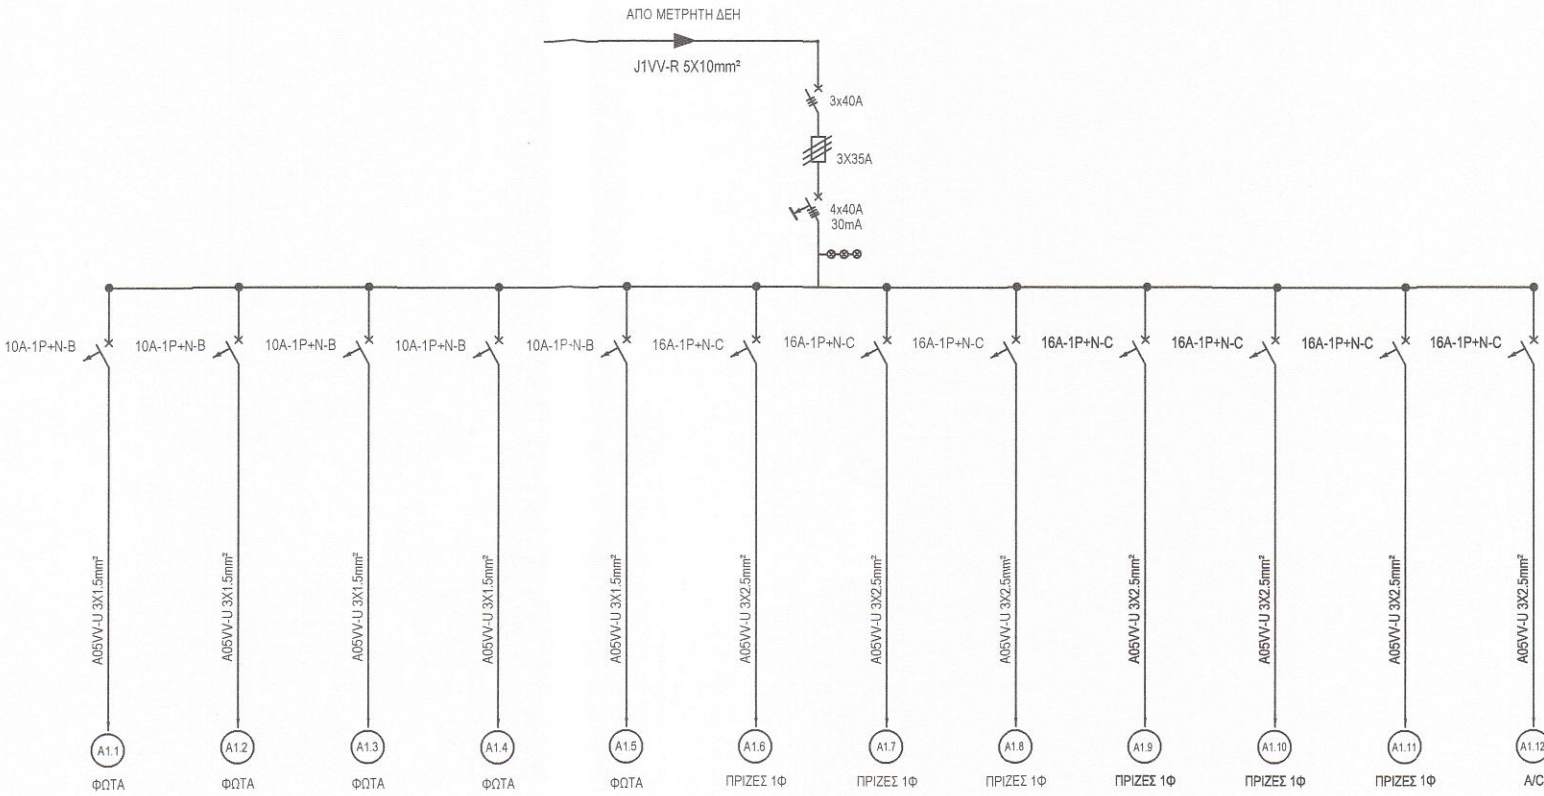 ΑΠΟ ΜΕΤΡΗΤΗ ΔΕΗ
J1VV-R 5X10mm²
3x40A
3X35A
4x40A
30mA
10A-1P+N-B
10A-1P+N-B
10A-1P+N-B
10A-1P+N-B
10A-1P-N-B
16A-1P+N-C
16A-1P+N-C
16A-1P+N-C
16A-1P+N-C
16A-1P+N-C
16A-1P+N-C
16A-1P+N-C
A05VV-U 3X1.5mm²
A05VV-U 3X1.5mm²
A05VV-U 3X1.5mm²
A05VV-U 3X1.5mm²
A05VV-U 3X1.5mm²
A05VV-U 3X2.5mm²
A05VV-U 3X2.5mm²
A05VV-U 3X2.5mm²
A05VV-U 3X2.5mm²
A05VV-U 3X2.5mm²
A05VV-U 3X2.5mm²
A05VV-U 3X2.5mm²
A1.1
A1.2
A1.3
A1.4
A1.5
A1.6
A1.7
A1.8
A1.9
A1.10
A1.11
A1.12
ΦΩΤΑ
ΦΩΤΑ
ΦΩΤΑ
ΦΩΤΑ
ΦΩΤΑ
ΠΡΙΖΕΣ 1Φ
ΠΡΙΖΕΣ 1Φ
ΠΡΙΖΕΣ 1Φ
ΠΡΙΖΕΣ 1Φ
ΠΡΙΖΕΣ 1Φ
ΠΡΙΖΕΣ 1Φ
A/C